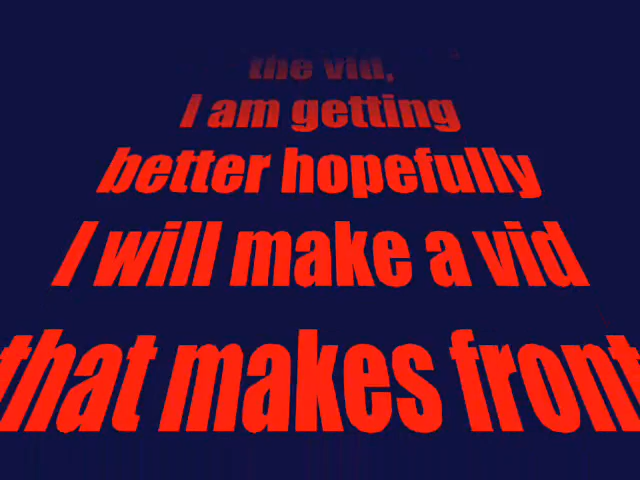 the vid,
I am getting
better hopefully
I will make a vid
that makes front